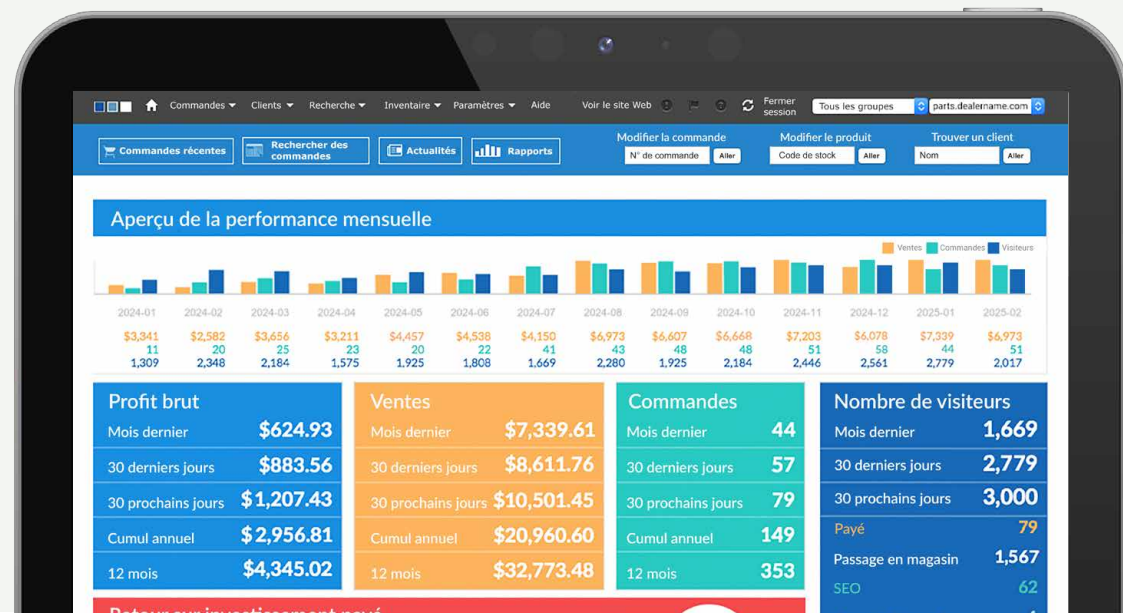 Commandes Clients Recherche Inventaire Paramètres Aide Voir le site Web Fermer session Tous les groupes parts.dealername.com
Commandes récentes
Rechercher des
commandes
Actualités
Rapports
Modifier la commande
N° de commande Aller
Modifier le produit
Code de stock Aller
Trouver un client
Nom Aller
Aperçu de la performance mensuelle
Ventes Commandes Visiteurs
2024-01 2024-02 2024-03 2024-04 2024-05 2024-06 2024-07 2024-08 2024-09 2024-10 2024-11 2024-12 2025-01 2025-02
$3,341 $2,582 $3,656 $3,211 $4,457 $4,538 $4,150 $6,973 $6,607 $6,668 $7,203 $6,078 $7,339 $6,973
11 20 25 23 20 22 41 43 48 48 51 58 44 51
1,309 2,348 2,184 1,575 1,925 1,808 1,669 2,280 1,925 2,184 2,446 2,561 2,779 2,017
Profit brut
Mois dernier $624.93
30 derniers jours $883.56
30 prochains jours $1,207.43
Cumul annuel $2,956.81
12 mois $4,345.02
Ventes
Mois dernier $7,339.61
30 derniers jours $8,611.76
30 prochains jours $10,501.45
Cumul annuel $20,960.60
12 mois $32,773.48
Commandes
Mois dernier 44
30 derniers jours 57
30 prochains jours 79
Cumul annuel 149
12 mois 353
Nombre de visiteurs
Mois dernier 1,669
30 derniers jours 2,779
30 prochains jours 3,000
Payé 79
Passage en magasin 1,567
SEO 62